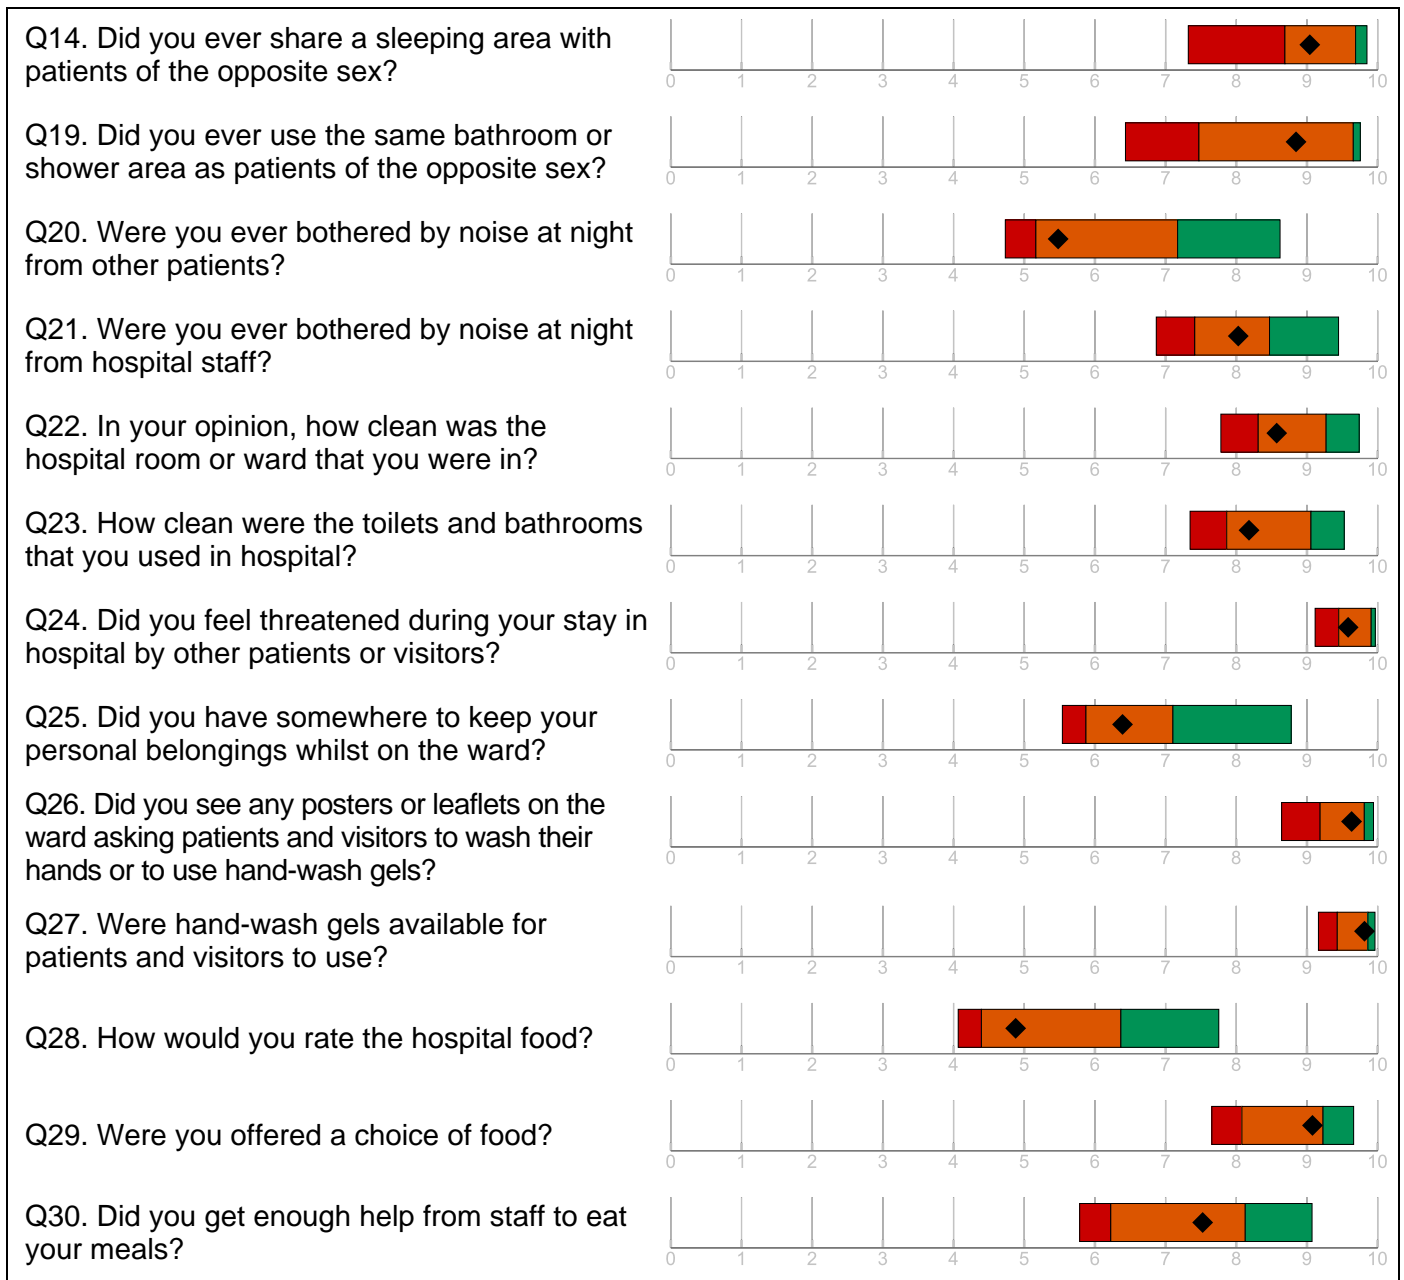 Q14. Did you ever share a sleeping area with
patients of the opposite sex?
0 1 2 3 4 5 6 7 8 9 10
Q19. Did you ever use the same bathroom or
shower area as patients of the opposite sex?
0 1 2 3 4 5 6 7 8 9 10
Q20. Were you ever bothered by noise at night
from other patients?
0 1 2 3 4 5 6 7 8 9 10
Q21. Were you ever bothered by noise at night
from hospital staff?
0 1 2 3 4 5 6 7 8 9 10
Q22. In your opinion, how clean was the
hospital room or ward that you were in?
0 1 2 3 4 5 6 7 8 9 10
Q23. How clean were the toilets and bathrooms
that you used in hospital?
0 1 2 3 4 5 6 7 8 9 10
Q24. Did you feel threatened during your stay in
hospital by other patients or visitors?
0 1 2 3 4 5 6 7 8 9 10
Q25. Did you have somewhere to keep your
personal belongings whilst on the ward?
0 1 2 3 4 5 6 7 8 9 10
Q26. Did you see any posters or leaflets on the
ward asking patients and visitors to wash their
hands or to use hand-wash gels?
0 1 2 3 4 5 6 7 8 9 10
Q27. Were hand-wash gels available for
patients and visitors to use?
0 1 2 3 4 5 6 7 8 9 10
Q28. How would you rate the hospital food?
0 1 2 3 4 5 6 7 8 9 10
Q29. Were you offered a choice of food?
0 1 2 3 4 5 6 7 8 9 10
Q30. Did you get enough help from staff to eat
your meals?
0 1 2 3 4 5 6 7 8 9 10